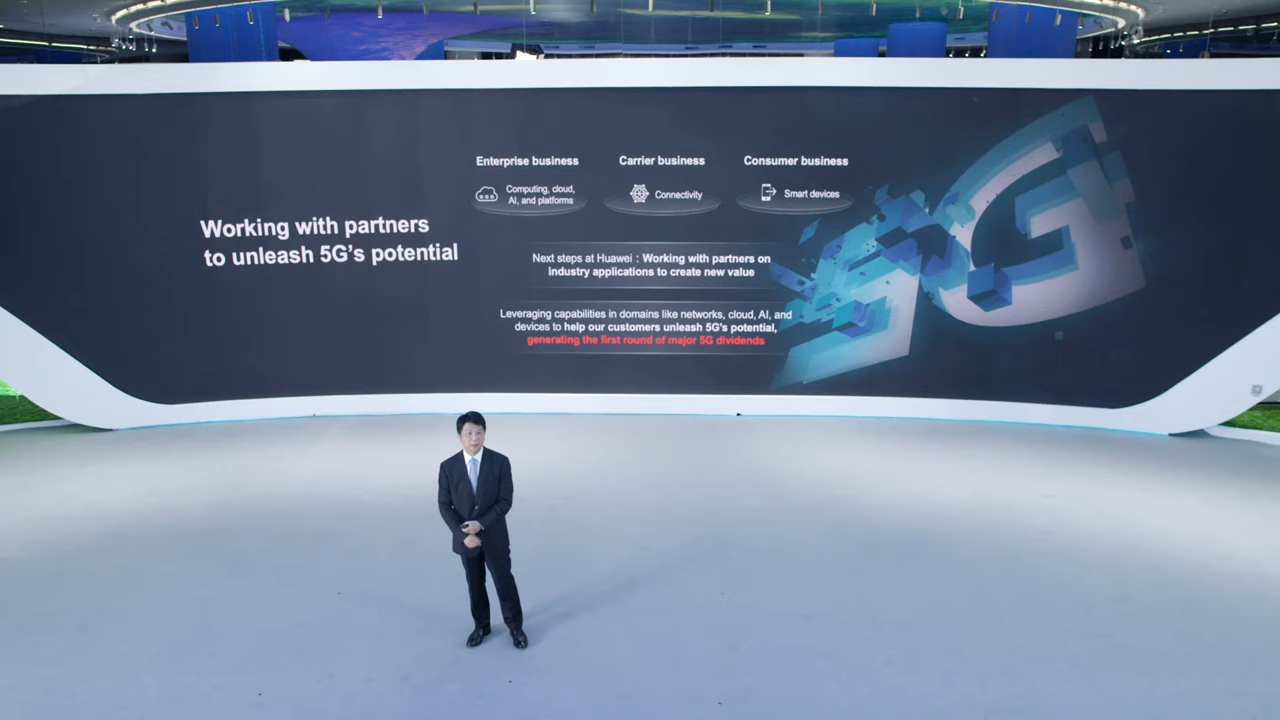 Working with partners
to unleash 5G's potential
Enterprise business
Computing, cloud,
AI, and platforms
Carrier business
Connectivity
Consumer business
Smart devices
Next steps at Huawei : Working with partners on
industry applications to create new value
Leveraging capabilities in domains like networks, cloud, AI, and
devices to help our customers unleash 5G's potential,
generating the first round of major 5G dividends
5G